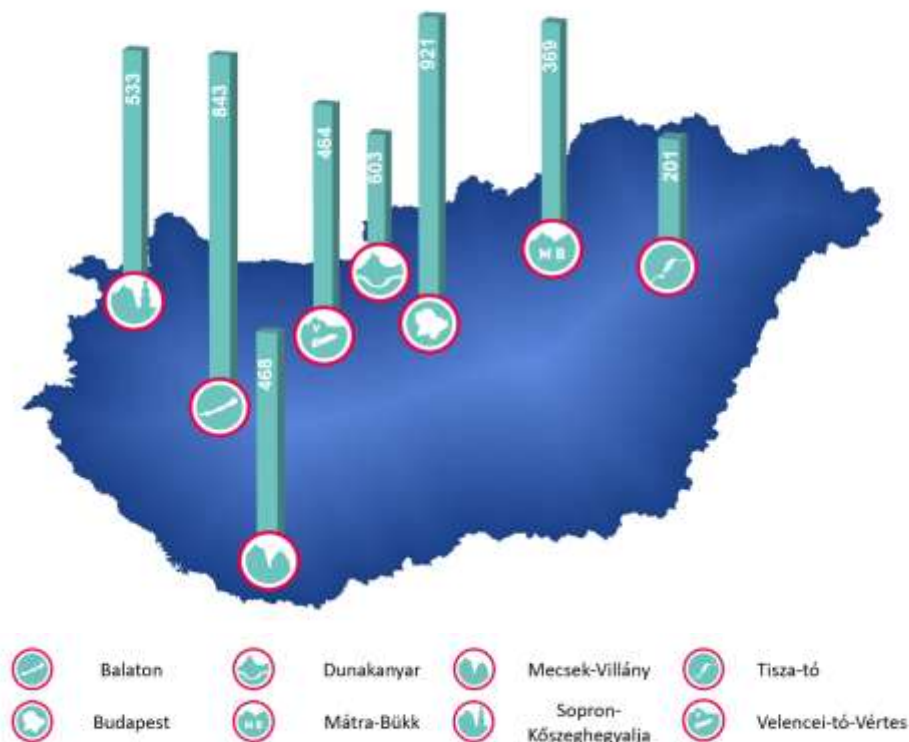 533
843
464
603
921
369
201
468
M B
Balaton
Dunakanyar
Mecsek-Villány
Tisza-tó
Budapest
M B
Mátra-Bükk
Sopron-
Kőszeghegyalja
V
Velencei-tó-Vértes